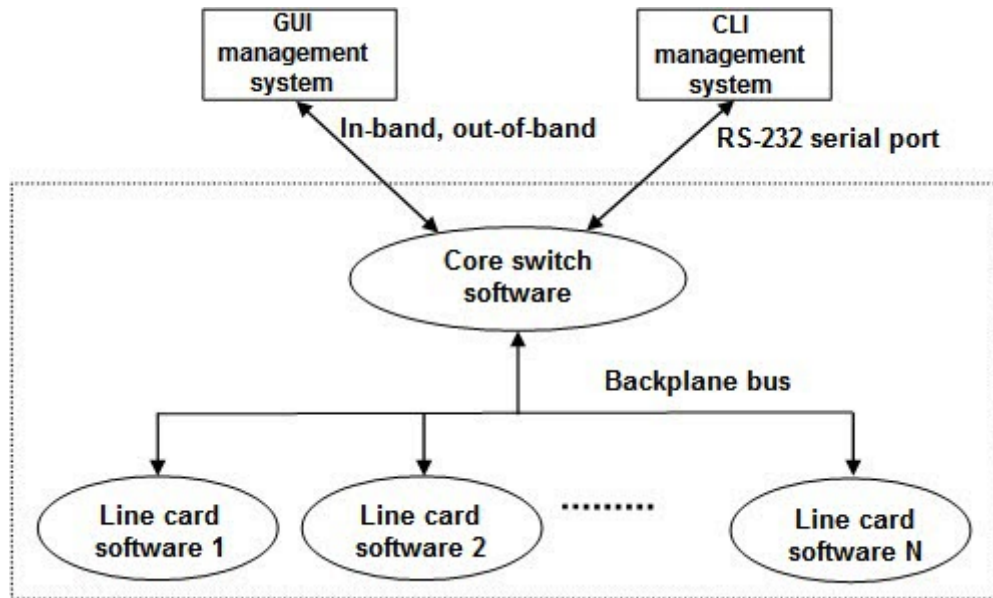 GUI
management
system
CLI
management
system
In-band, out-of-band
RS-232 serial port
Core switch
software
Backplane bus
Line card
software 1
Line card
software 2
Line card
software N